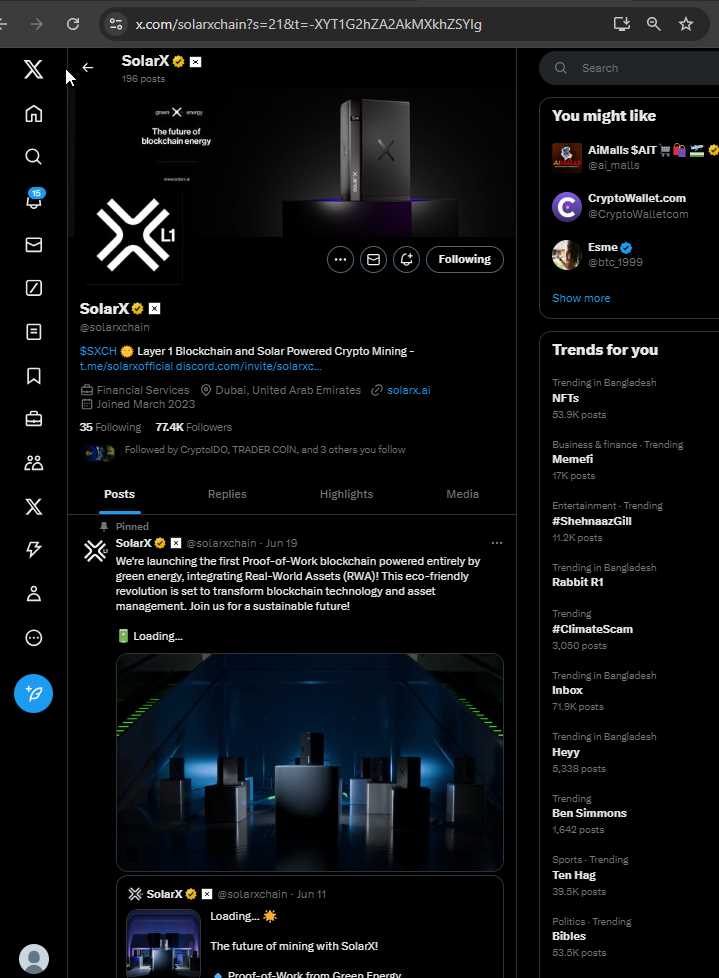 x.com/solarxchain?s=21&t=-XYT1G2hZA2AkMXkhZSYlg
SolarX
196 posts
green X energy
The future of
blockchain energy
www.solarx.ai
SOLAR X
L1
Following
SolarX
@solarxchain
$SXCH 🌞 Layer 1 Blockchain and Solar Powered Crypto Mining -
t.me/solarxofficial discord.com/invite/solarxc...
Financial Services
Dubai, United Arab Emirates
solarx.ai
Joined March 2023
35 Following 77.4K Followers
Followed by CryptoIDO, TRADER COİN, and 3 others you follow
Posts Replies Highlights Media
Pinned
SolarX @solarxchain · Jun 19
We're launching the first Proof-of-Work blockchain powered entirely by
green energy, integrating Real-World Assets (RWA)! This eco-friendly
revolution is set to transform blockchain technology and asset
management. Join us for a sustainable future!
🔋 Loading...
SolarX @solarxchain · Jun 11
Loading... ☀️
The future of mining with SolarX!
🔹 Proof-of-Work from Green Energy
15
Search
You might like
AiMalls $AIT 🛒🛍️
@ai_malls
AIMALLS
CryptoWallet.com
@CryptoWalletcom
Esme
@btc_1999
Show more
Trends for you
Trending in Bangladesh
NFTs
53.9K posts
Business & finance · Trending
Memefi
17K posts
Entertainment · Trending
#ShehnaazGill
11.2K posts
Trending in Bangladesh
Rabbit R1
Trending
#ClimateScam
3,050 posts
Trending in Bangladesh
Inbox
71.9K posts
Trending in Bangladesh
Heyy
5,338 posts
Trending
Ben Simmons
1,642 posts
Sports · Trending
Ten Hag
39.5K posts
Politics · Trending
Bibles
53.5K posts